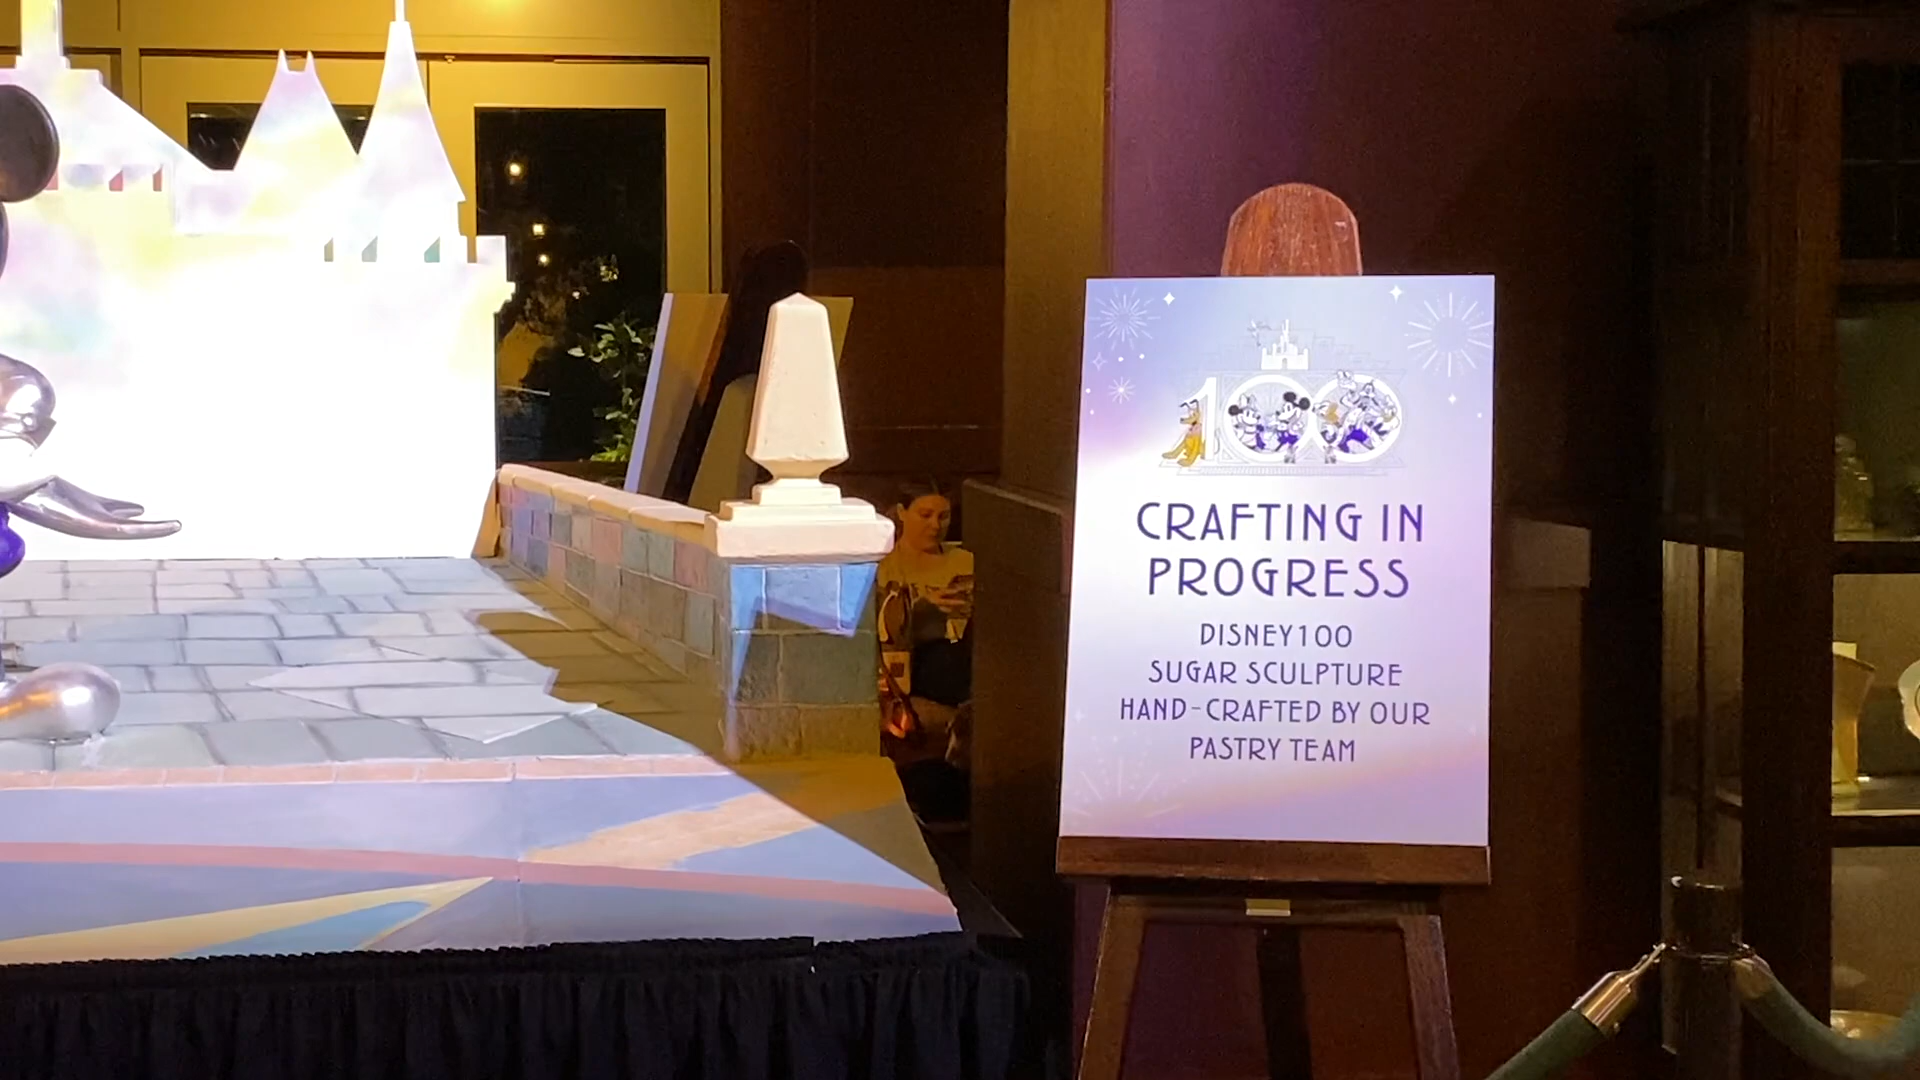 100
CRAFTING IN
PROGRESS
DISNEY100
SUGAR SCULPTURE
HAND-CRAFTED BY OUR
PASTRY TEAM